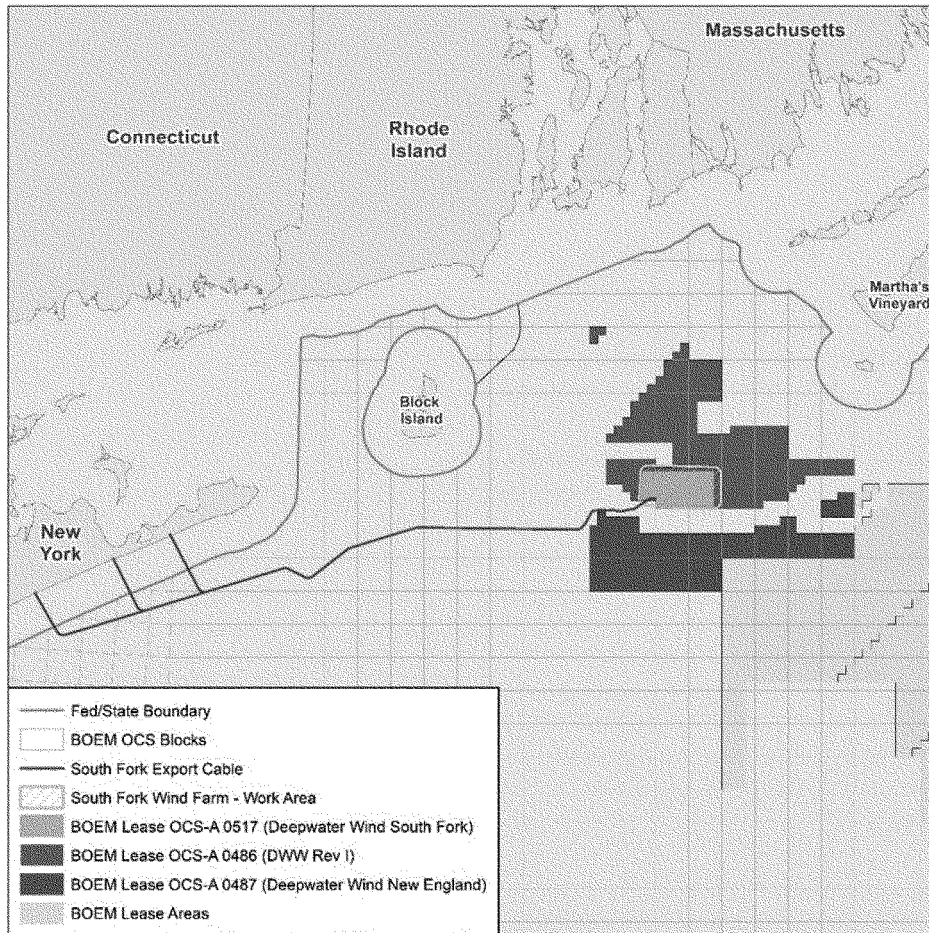 Massachusetts
Connecticut
Rhode
Island
Martha's
Vineyard
Block
Island
New
York
Fed/State Boundary
BOEM OCS Blocks
South Fork Export Cable
South Fork Wind Farm - Work Area
BOEM Lease OCS-A 0517 (Deepwater Wind South Fork)
BOEM Lease OCS-A 0486 (DWW Rev I)
BOEM Lease OCS-A 0487 (Deepwater Wind New England)
BOEM Lease Areas